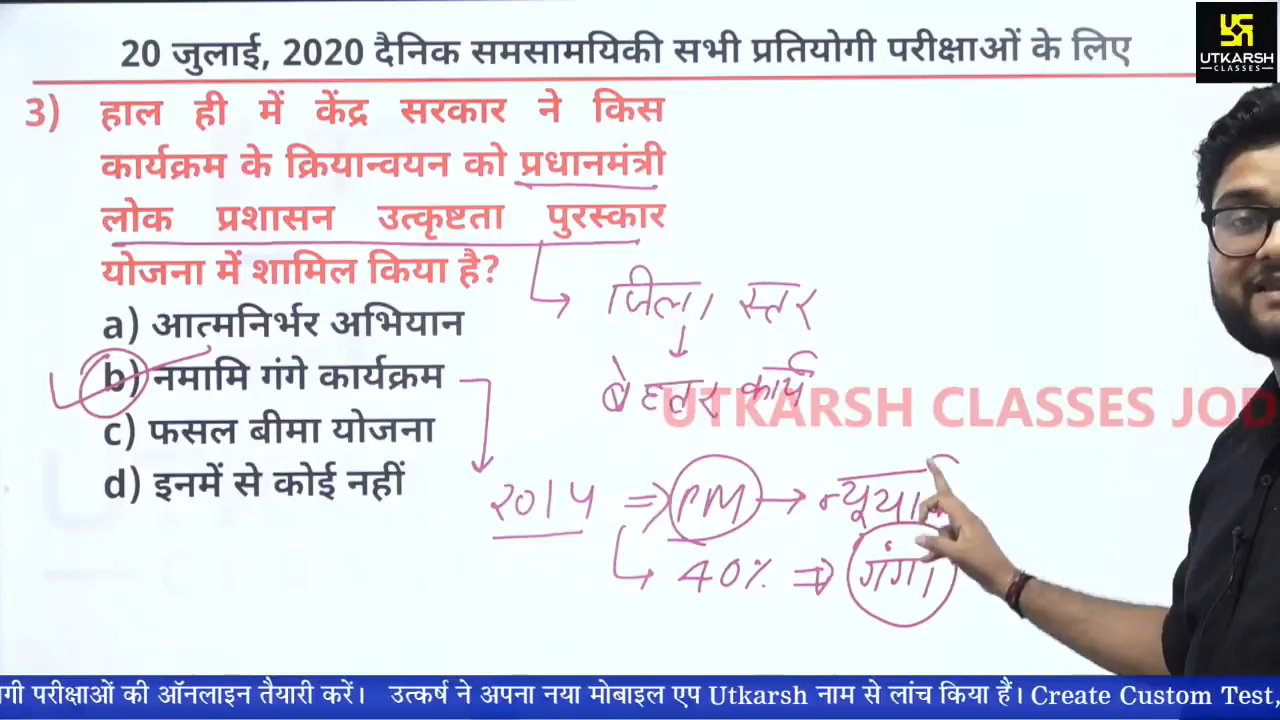 20 जुलाई, 2020 दैनिक समसामयिकी सभी प्रतियोगी परीक्षाओं के लिए
UTKARSH
CLASSES
3) हाल ही में केंद्र सरकार ने किस
कार्यक्रम के क्रियान्वयन को प्रधानमंत्री
लोक प्रशासन उत्कृष्टता पुरस्कार
योजना में शामिल किया है?
a) आत्मनिर्भर अभियान
b) नमामि गंगे कार्यक्रम
c) फसल बीमा योजना
d) इनमें से कोई नहीं
जिला स्तर
बेहतर कार्य
UTKARSH CLASSES JOD
2014 ⇒ PM →
40% ⇒ गंगा
गी परीक्षाओं की ऑनलाइन तैयारी करें। उत्कर्ष ने अपना नया मोबाइल एप Utkarsh नाम से लांच किया हैं। Create Custom Test,